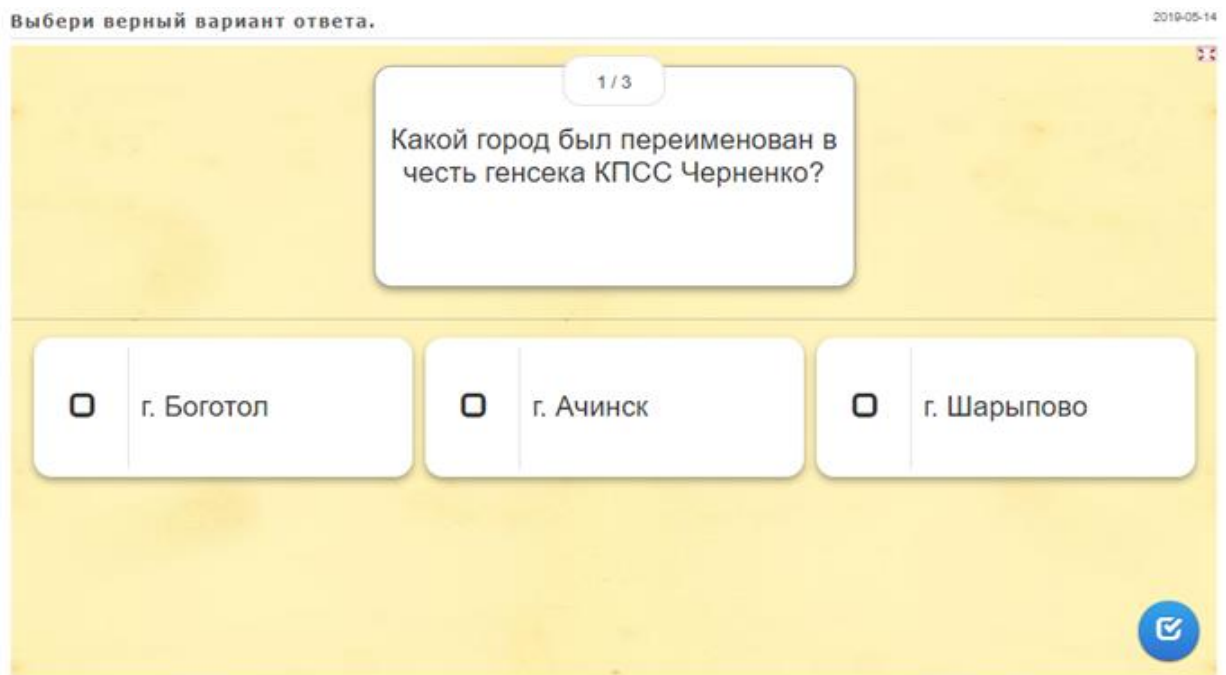 Выбери верный вариант ответа.
2019-05-14
1 / 3
Какой город был переименован в
честь генсека КПСС Черненко?
г. Боготол
г. Ачинск
г. Шарыпово